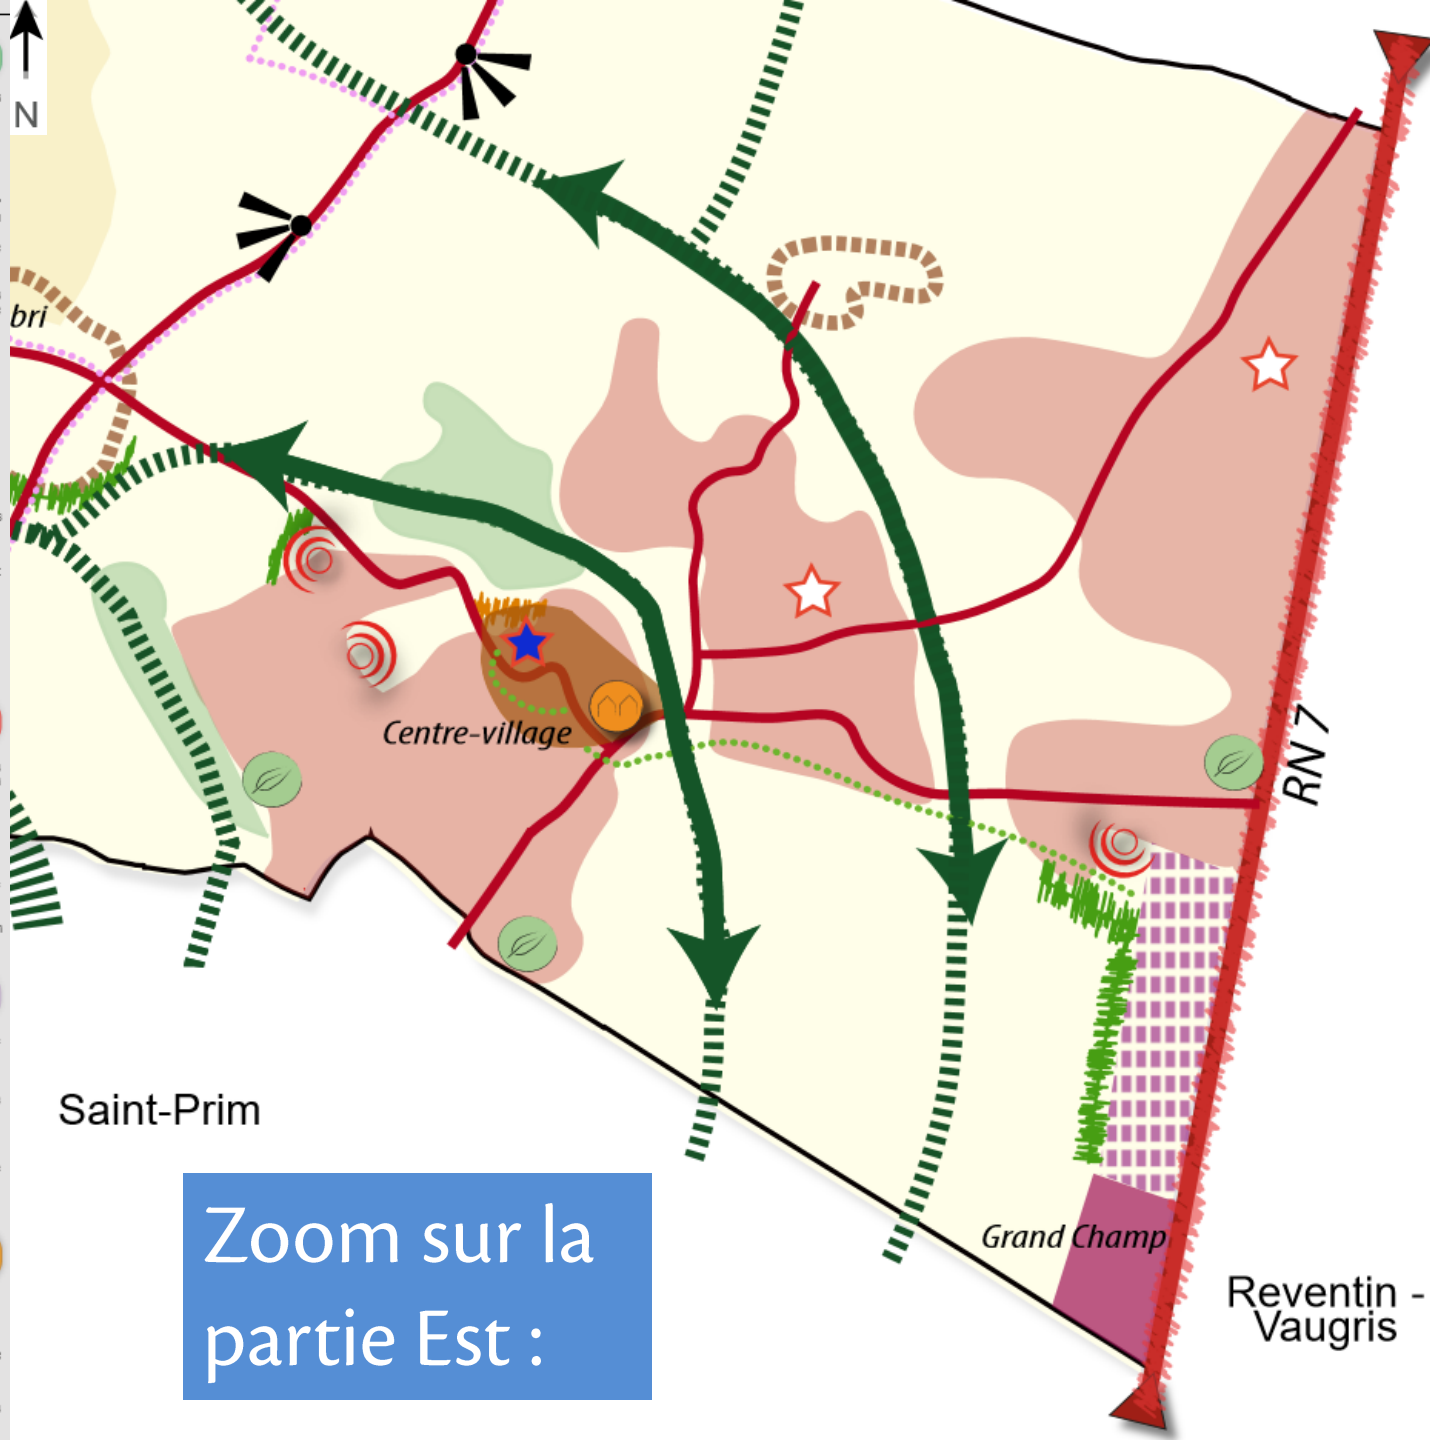 N
bri
Centre-village
RN 7
Saint-Prim
Zoom sur la
partie Est :
Grand Champ
Reventin -
Vaugris